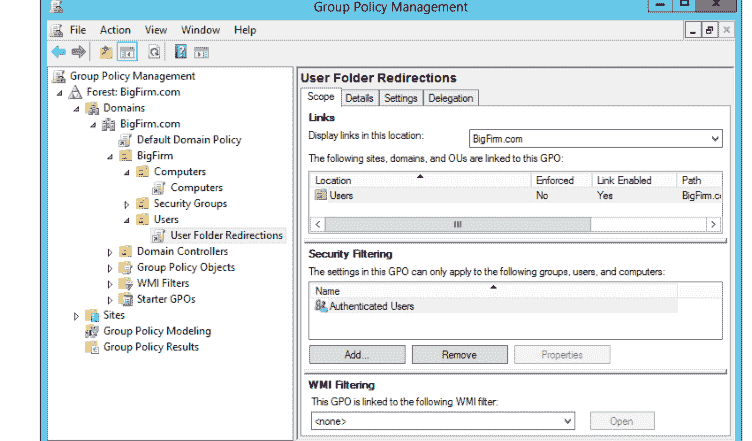 Group Policy Management
File Action View Window Help
Group Policy Management
Forest: BigFirm.com
Domains
BigFirm.com
Default Domain Policy
BigFirm
Computers
Computers
Security Groups
Users
User Folder Redirections
Domain Controllers
Group Policy Objects
WMI Filters
Starter GPOs
Sites
Group Policy Modeling
Group Policy Results
User Folder Redirections
Scope Details Settings Delegation
Links
Display links in this location: BigFirm.com
The following sites, domains, and OUs are linked to this GPO:
Location Enforced Link Enabled Path
Users No Yes BigFirm.c
Security Filtering
The settings in this GPO can only apply to the following groups, users, and computers:
Name
Authenticated Users
Add... Remove Properties
WMI Filtering
This GPO is linked to the following WMI filter:
<none> Open